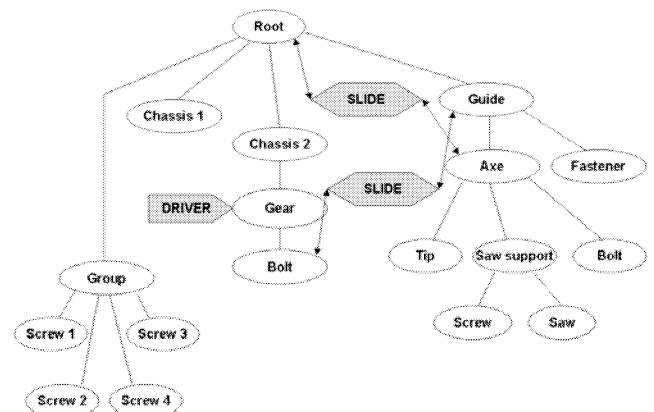 Root
SLIDE
Guide
Chassis 1
Chassis 2
Axe
Fastener
SLIDE
DRIVER
Gear
Tip
Saw support
Bolt
Bolt
Group
Screw
Saw
Screw 1
Screw 3
Screw 2
Screw 4